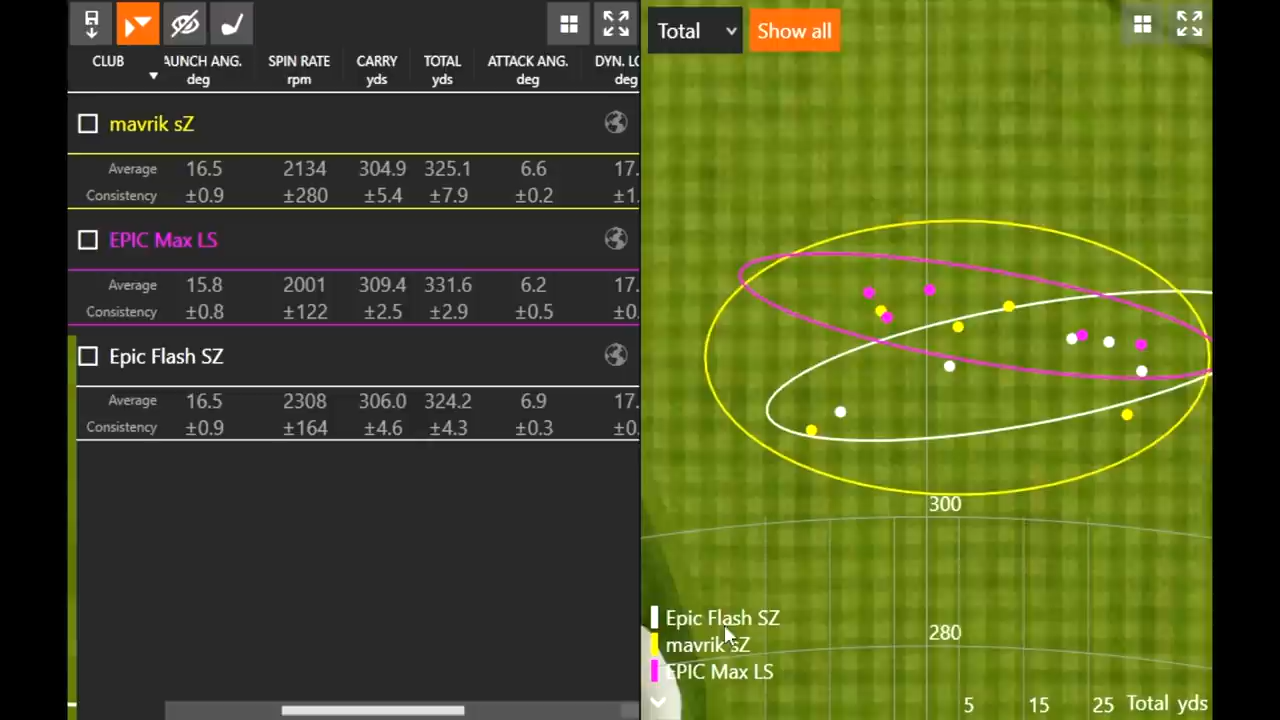 CLUB AUNCH ANG. SPIN RATE CARRY TOTAL ATTACK ANG. DYN. LO
deg rpm yds yds deg deg
mavrik sZ
Average 16.5 2134 304.9 325.1 6.6 17.
Consistency ±0.9 ±280 ±5.4 ±7.9 ±0.2 ±1.
EPIC Max LS
Average 15.8 2001 309.4 331.6 6.2 17.
Consistency ±0.8 ±122 ±2.5 ±2.9 ±0.5 ±0.
Epic Flash SZ
Average 16.5 2308 306.0 324.2 6.9 17.
Consistency ±0.9 ±164 ±4.6 ±4.3 ±0.3 ±0.
Total Show all
300
Epic Flash SZ
280
mavrik sZ
EPIC Max LS
5 15 25 Total yds